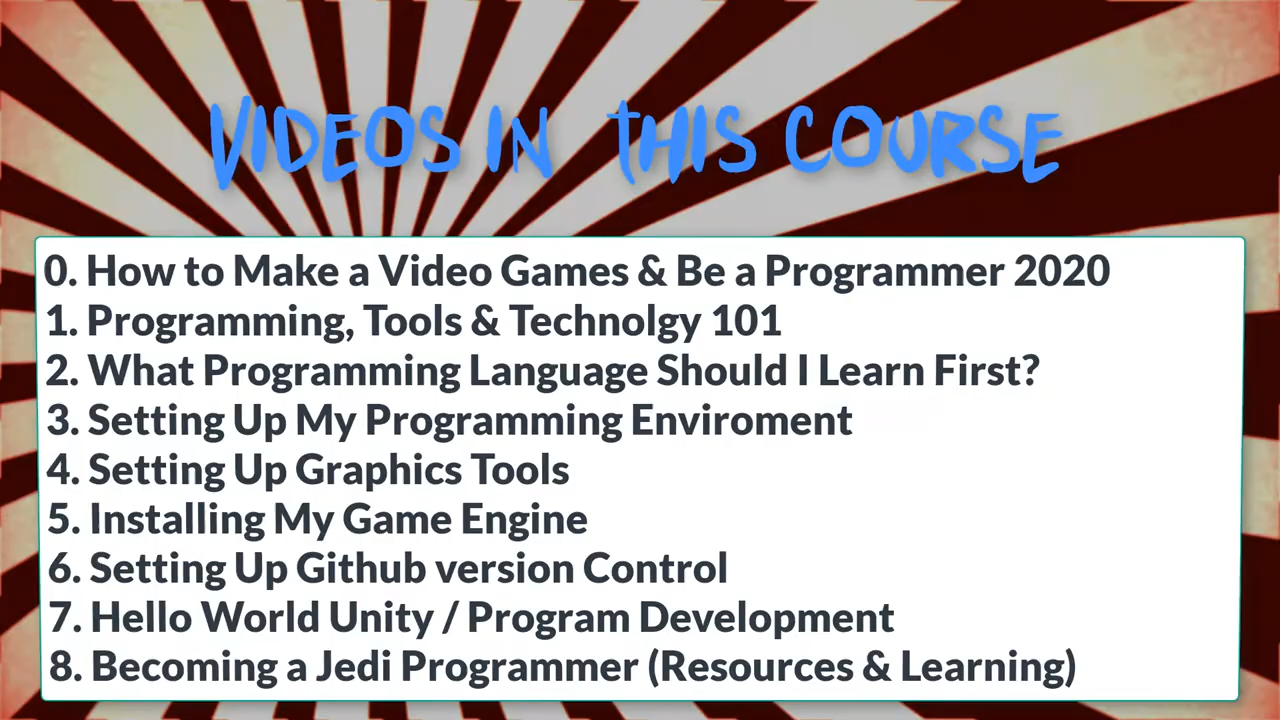 VIDEOS IN THIS COURSE
0. How to Make a Video Games & Be a Programmer 2020
1. Programming, Tools & Technolgy 101
2. What Programming Language Should I Learn First?
3. Setting Up My Programming Enviroment
4. Setting Up Graphics Tools
5. Installing My Game Engine
6. Setting Up Github version Control
7. Hello World Unity / Program Development
8. Becoming a Jedi Programmer (Resources & Learning)